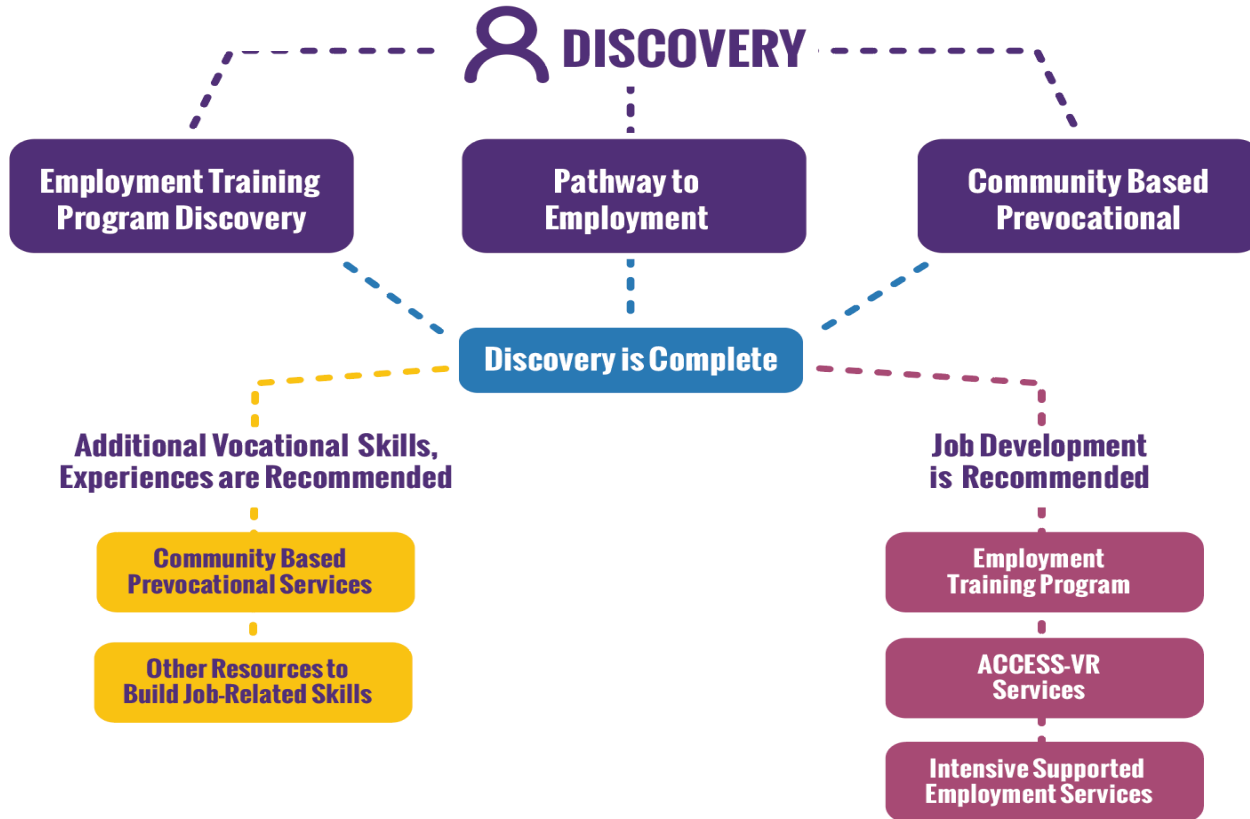 DISCOVERY
Employment Training
Program Discovery
Pathway to
Employment
Community Based
Prevocational
Discovery is Complete
Additional Vocational Skills,
Experiences are Recommended
Community Based
Prevocational Services
Other Resources to
Build Job-Related Skills
Job Development
is Recommended
Employment
Training Program
ACCESS-VR
Services
Intensive Supported
Employment Services